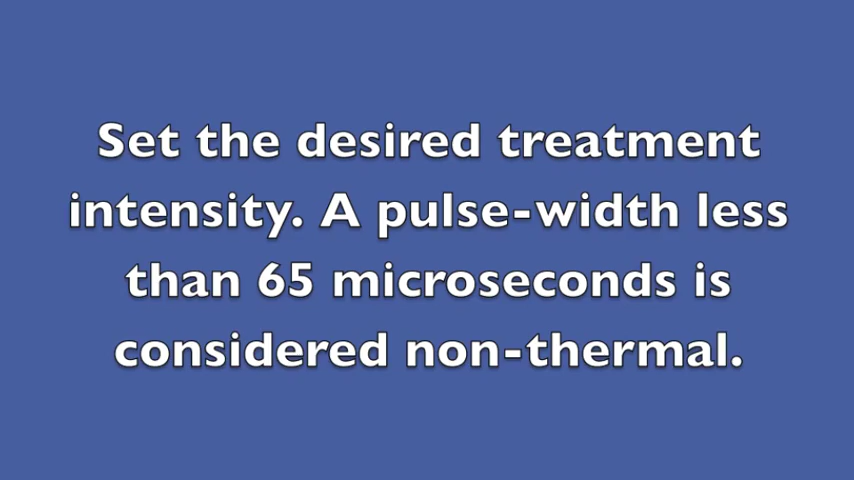 Set the desired treatment
intensity. A pulse-width less
than 65 microseconds is
considered non-thermal.